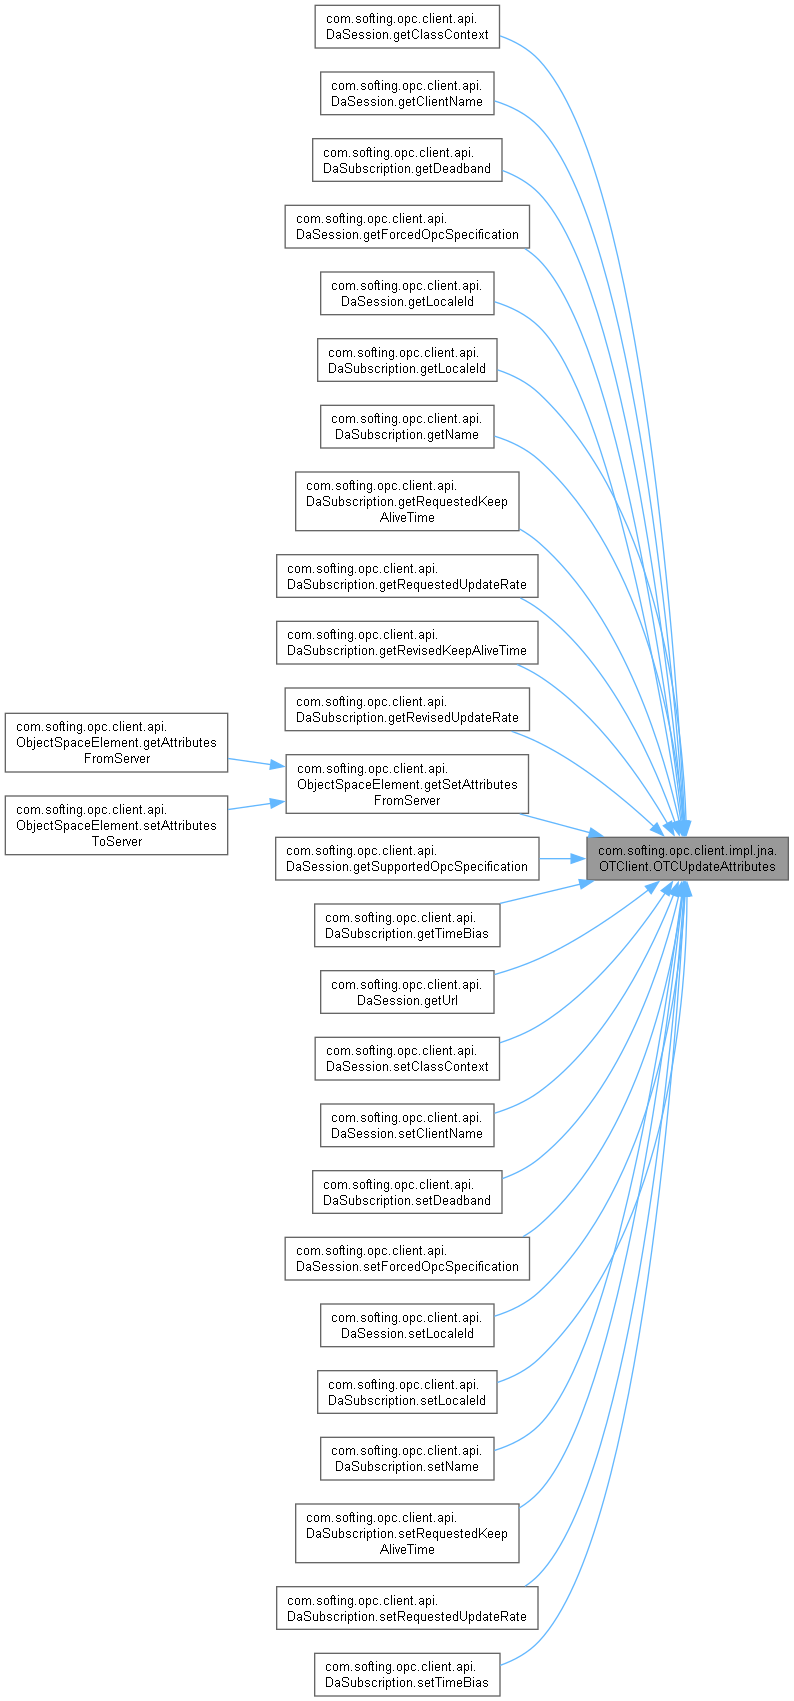 com.softing.opc.client.api.
DaSession.getClassContext
com.softing.opc.client.api.
DaSession.getClientName
com.softing.opc.client.api.
DaSubscription.getDeadband
com.softing.opc.client.api.
DaSession.getForcedOpcSpecification
com.softing.opc.client.api.
DaSession.getLocaleId
com.softing.opc.client.api.
DaSubscription.getLocaleId
com.softing.opc.client.api.
DaSubscription.getName
com.softing.opc.client.api.
DaSubscription.getRequestedKeep
AliveTime
com.softing.opc.client.api.
DaSubscription.getRequestedUpdateRate
com.softing.opc.client.api.
DaSubscription.getRevisedKeepAliveTime
com.softing.opc.client.api.
DaSubscription.getRevisedUpdateRate
com.softing.opc.client.api.
ObjectSpaceElement.getAttributes
FromServer
com.softing.opc.client.api.
ObjectSpaceElement.getSetAttributes
FromServer
com.softing.opc.client.api.
ObjectSpaceElement.setAttributes
ToServer
com.softing.opc.client.api.
DaSession.getSupportedOpcSpecification
com.softing.opc.client.impl.jna.
OTClient.OTCUpdateAttributes
com.softing.opc.client.api.
DaSubscription.getTimeBias
com.softing.opc.client.api.
DaSession.getUrl
com.softing.opc.client.api.
DaSession.setClassContext
com.softing.opc.client.api.
DaSession.setClientName
com.softing.opc.client.api.
DaSubscription.setDeadband
com.softing.opc.client.api.
DaSession.setForcedOpcSpecification
com.softing.opc.client.api.
DaSession.setLocaleId
com.softing.opc.client.api.
DaSubscription.setLocaleId
com.softing.opc.client.api.
DaSubscription.setName
com.softing.opc.client.api.
DaSubscription.setRequestedKeep
AliveTime
com.softing.opc.client.api.
DaSubscription.setRequestedUpdateRate
com.softing.opc.client.api.
DaSubscription.setTimeBias